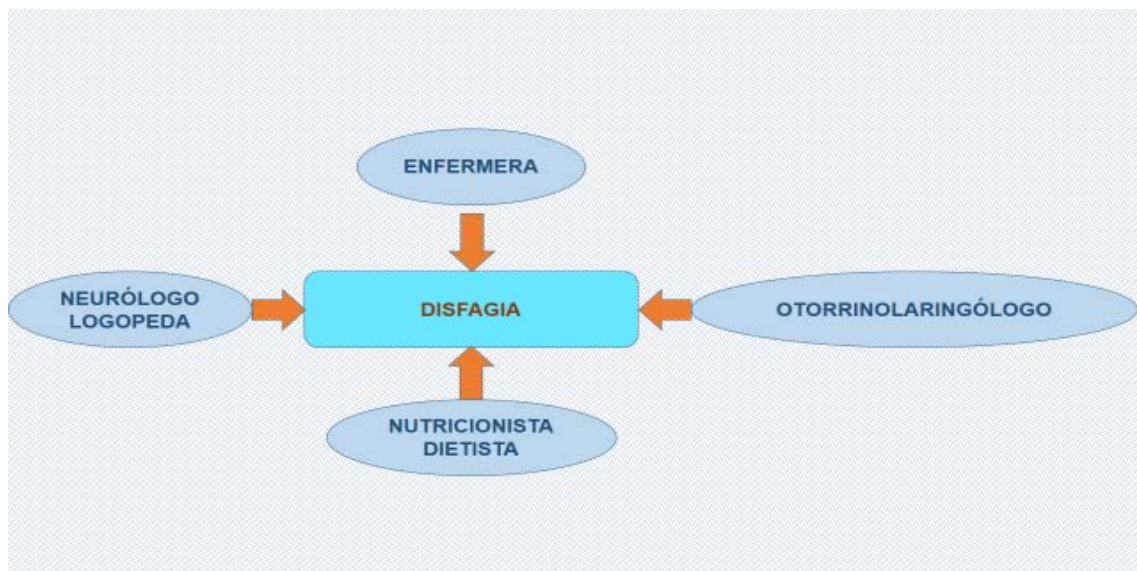 ENFERMERA
NEURÓLOGO
LOGOPEDA
DISFAGIA
OTORRINOLARINGÓLOGO
NUTRICIONISTA
DIETISTA